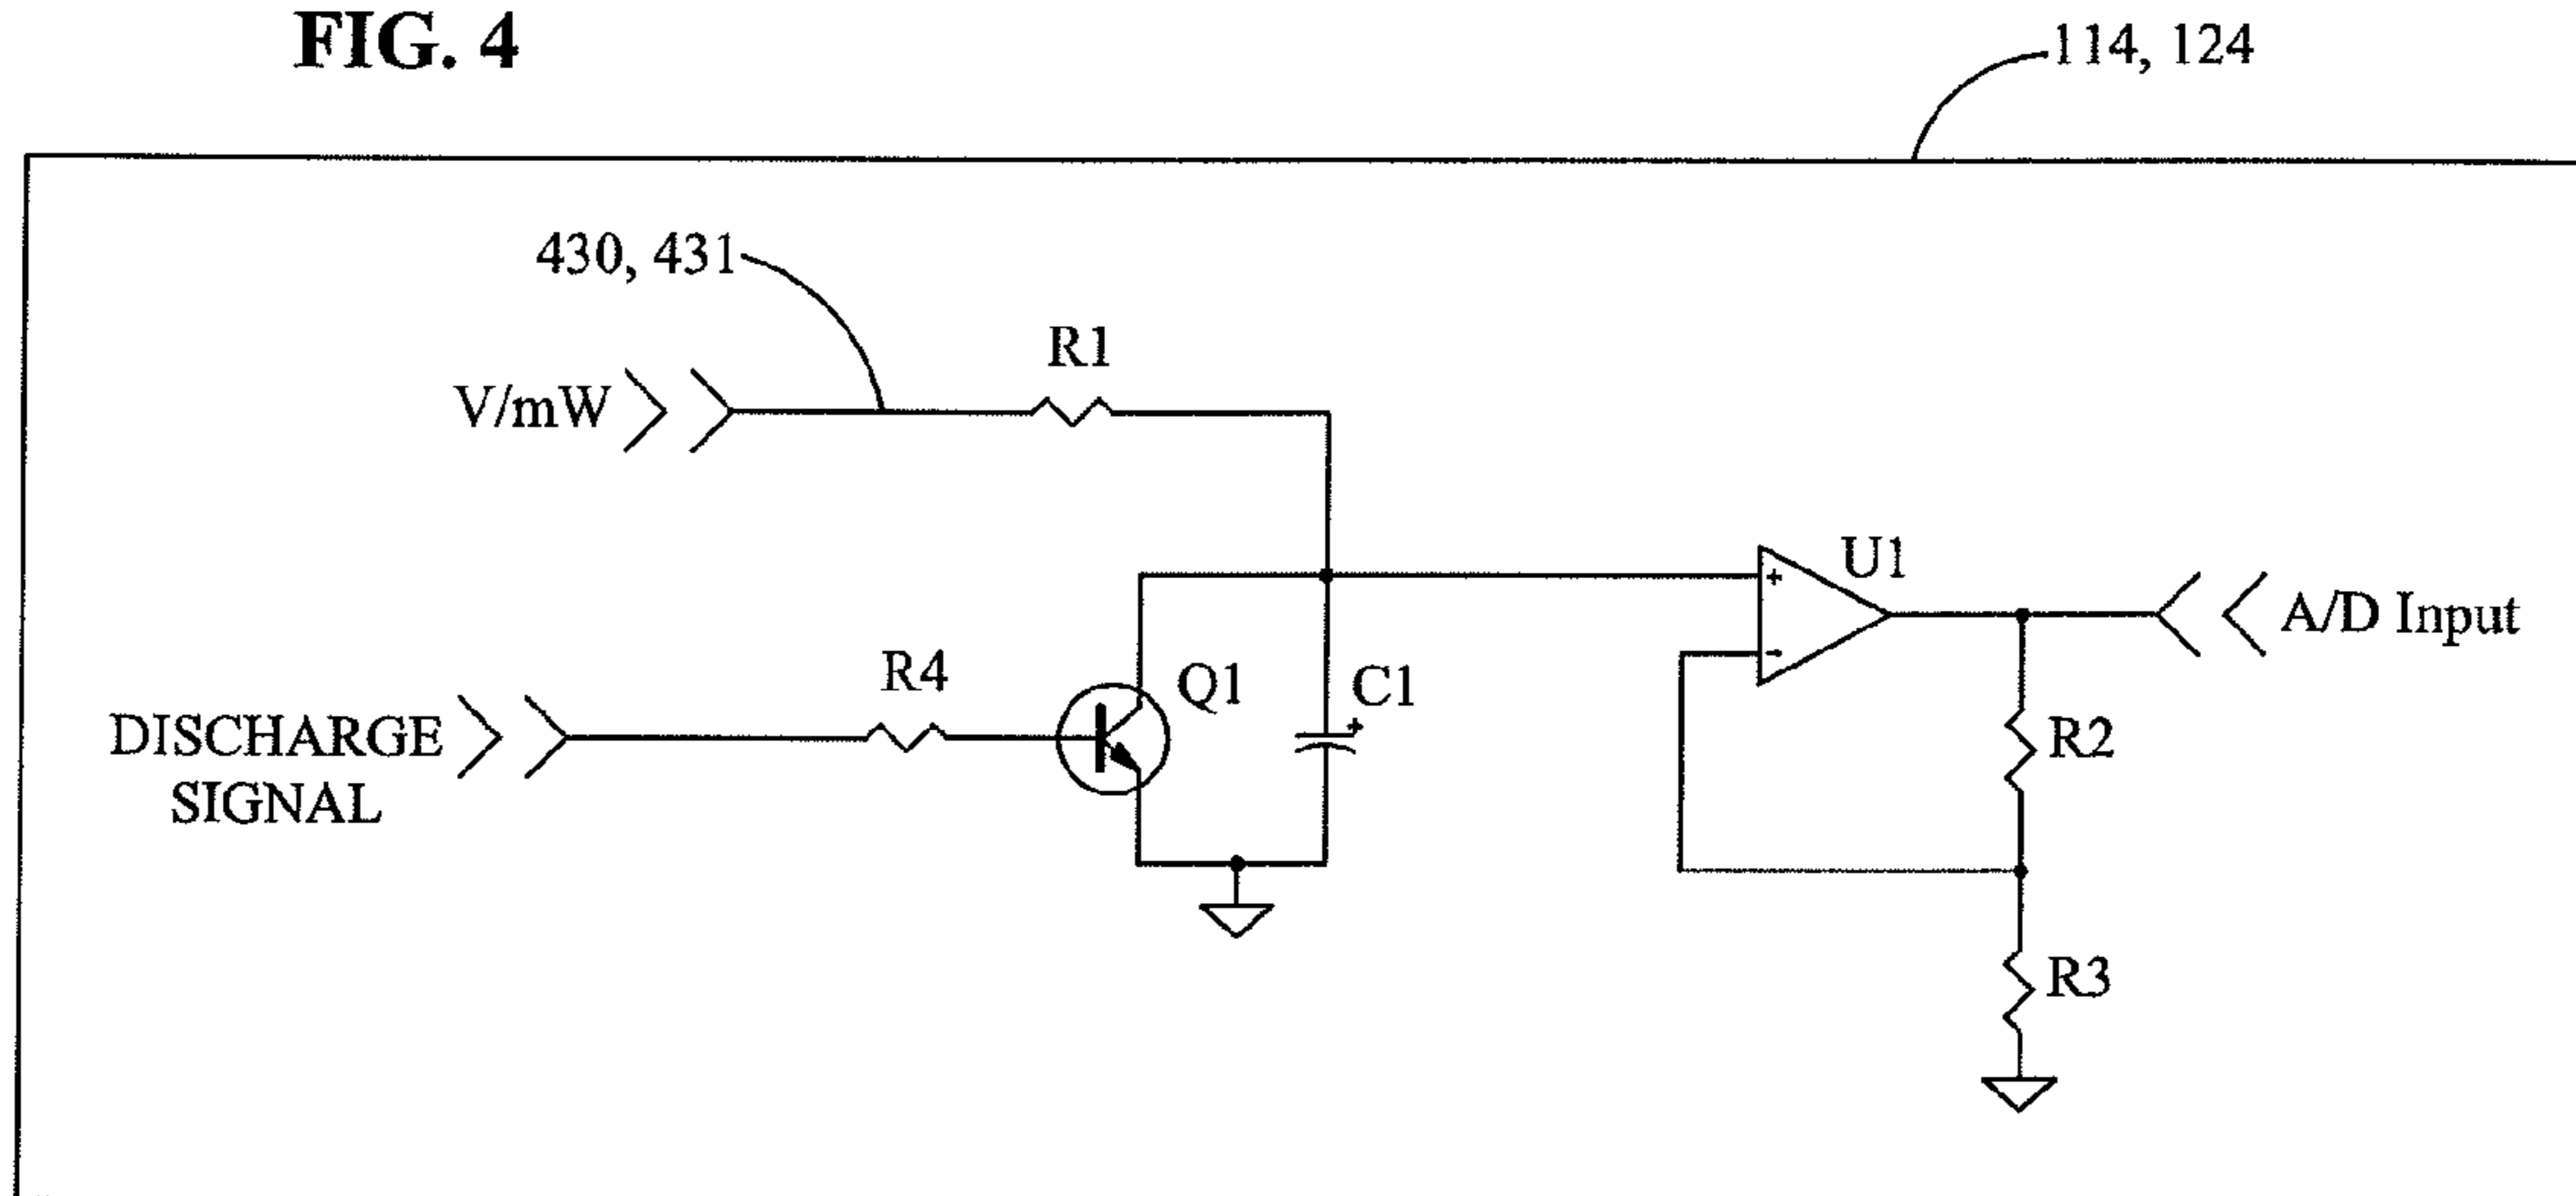 FIG. 4
114, 124
430, 431
R1
V/mW
U1
+
-
A/D Input
R4
Q1
C1
+
R2
DISCHARGE
SIGNAL
R3